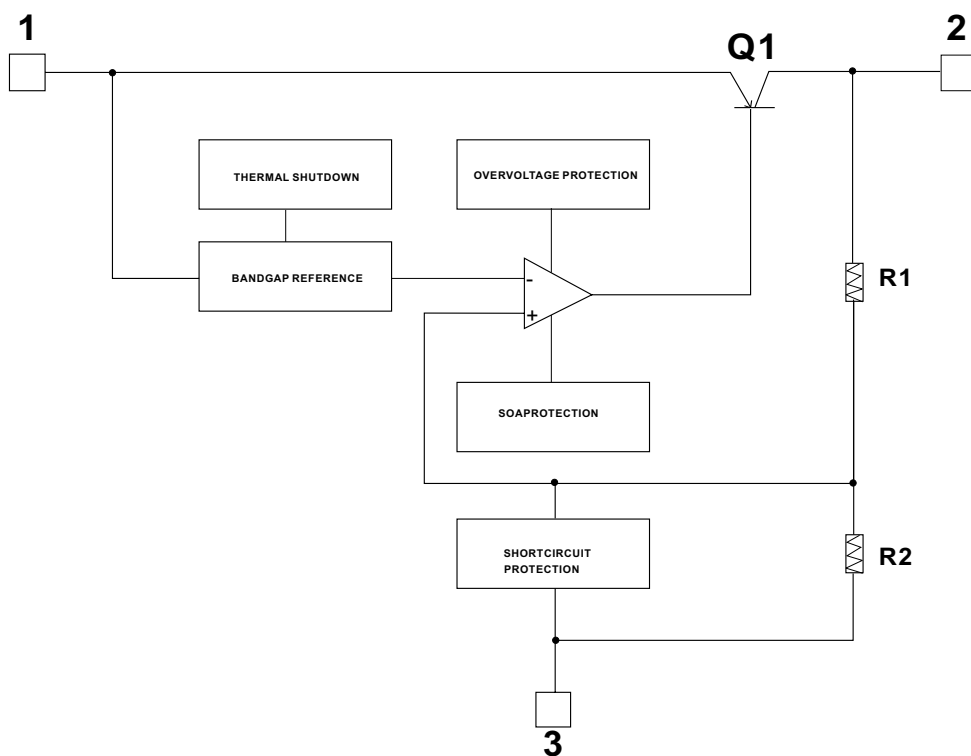 1
2
Q1
THERMAL SHUTDOWN
OVERVOLTAGE PROTECTION
BANDGAP REFERENCE
-
+
R1
SOAPROTECTION
SHORTCIRCUIT
PROTECTION
R2
3